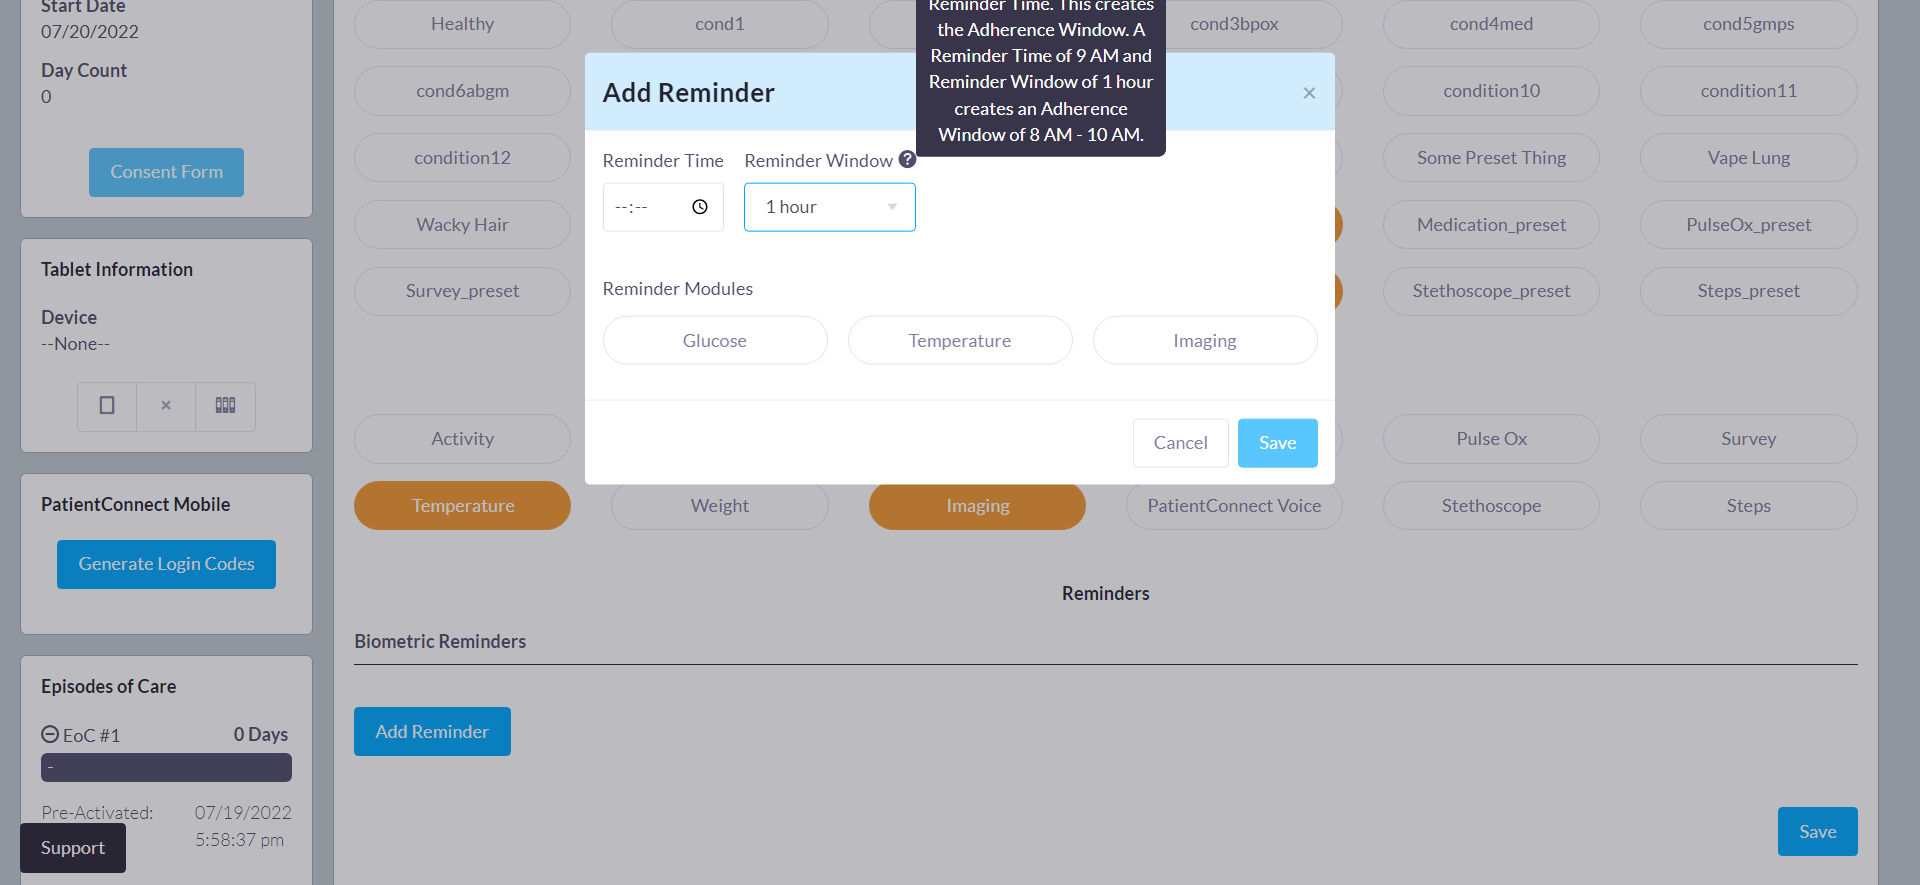 Start Date
07/20/2022
Day Count
0
Consent Form
Tablet Information
Device
--None--
PatientConnect Mobile
Generate Login Codes
Episodes of Care
EoC #1 0 Days
-
Pre-Activated: 07/19/2022
5:58:37 pm
Support
Healthy cond1 cond3bpox cond4med cond5gmps
cond6abgm condition10 condition11
condition12 Some Preset Thing Vape Lung
Wacky Hair Medication_preset PulseOx_preset
Survey_preset Stethoscope_preset Steps_preset
Reminder Time. This creates
the Adherence Window. A
Reminder Time of 9 AM and
Reminder Window of 1 hour
creates an Adherence
Window of 8 AM - 10 AM.
Add Reminder ×
Reminder Time Reminder Window ?
--:-- 1 hour
Reminder Modules
Glucose Temperature Imaging
Cancel Save
Activity Pulse Ox Survey
Temperature Weight Imaging PatientConnect Voice Stethoscope Steps
Reminders
Biometric Reminders
Add Reminder
Save